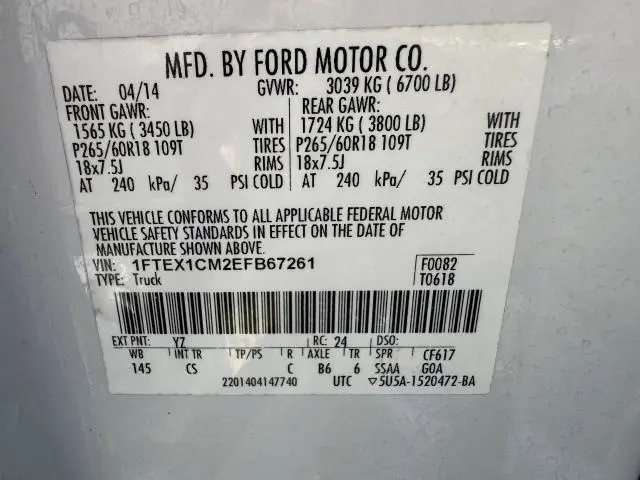 MFD. BY FORD MOTOR CO.
DATE: 04/14 GVWR: 3039 KG ( 6700 LB)
FRONT GAWR: REAR GAWR:
1565 KG ( 3450 LB) WITH 1724 KG ( 3800 LB) WITH
P265/60R18 109T TIRES P265/60R18 109T TIRES
18x7.5J RIMS 18x7.5J RIMS
AT 240 kPa/ 35 PSI COLD AT 240 kPa/ 35 PSI COLD
THIS VEHICLE CONFORMS TO ALL APPLICABLE FEDERAL MOTOR
VEHICLE SAFETY STANDARDS IN EFFECT ON THE DATE OF
MANUFACTURE SHOWN ABOVE.
VIN: 1FTEX1CM2EFB67261 F0082
TYPE: Truck T0618
EXT PNT: YZ RC: 24 DSO:
WB INT TR TP/PS R AXLE TR SPR CF617
145 CS C B6 6 SSAA GOA
2201404147740 UTC ▽5U5A-1520472-BA